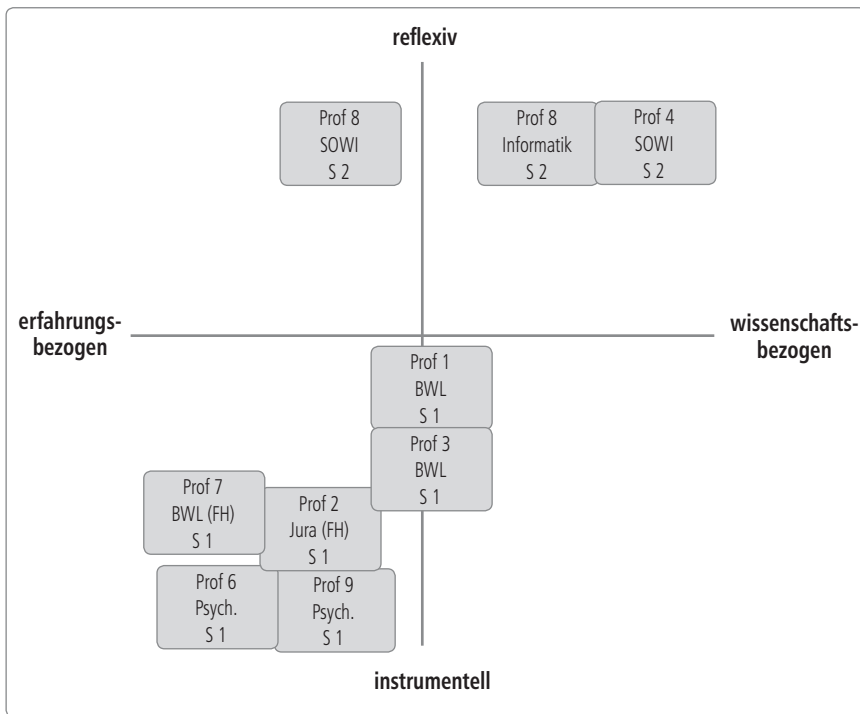 reflexiv
Prof 8
SOWI
S 2
Prof 8
Informatik
S 2
Prof 4
SOWI
S 2
erfahrungs-
bezogen
wissenschafts-
bezogen
Prof 1
BWL
S 1
Prof 3
BWL
S 1
Prof 7
BWL (FH)
S 1
Prof 2
Jura (FH)
S 1
Prof 6
Psych.
S 1
Prof 9
Psych.
S 1
instrumentell